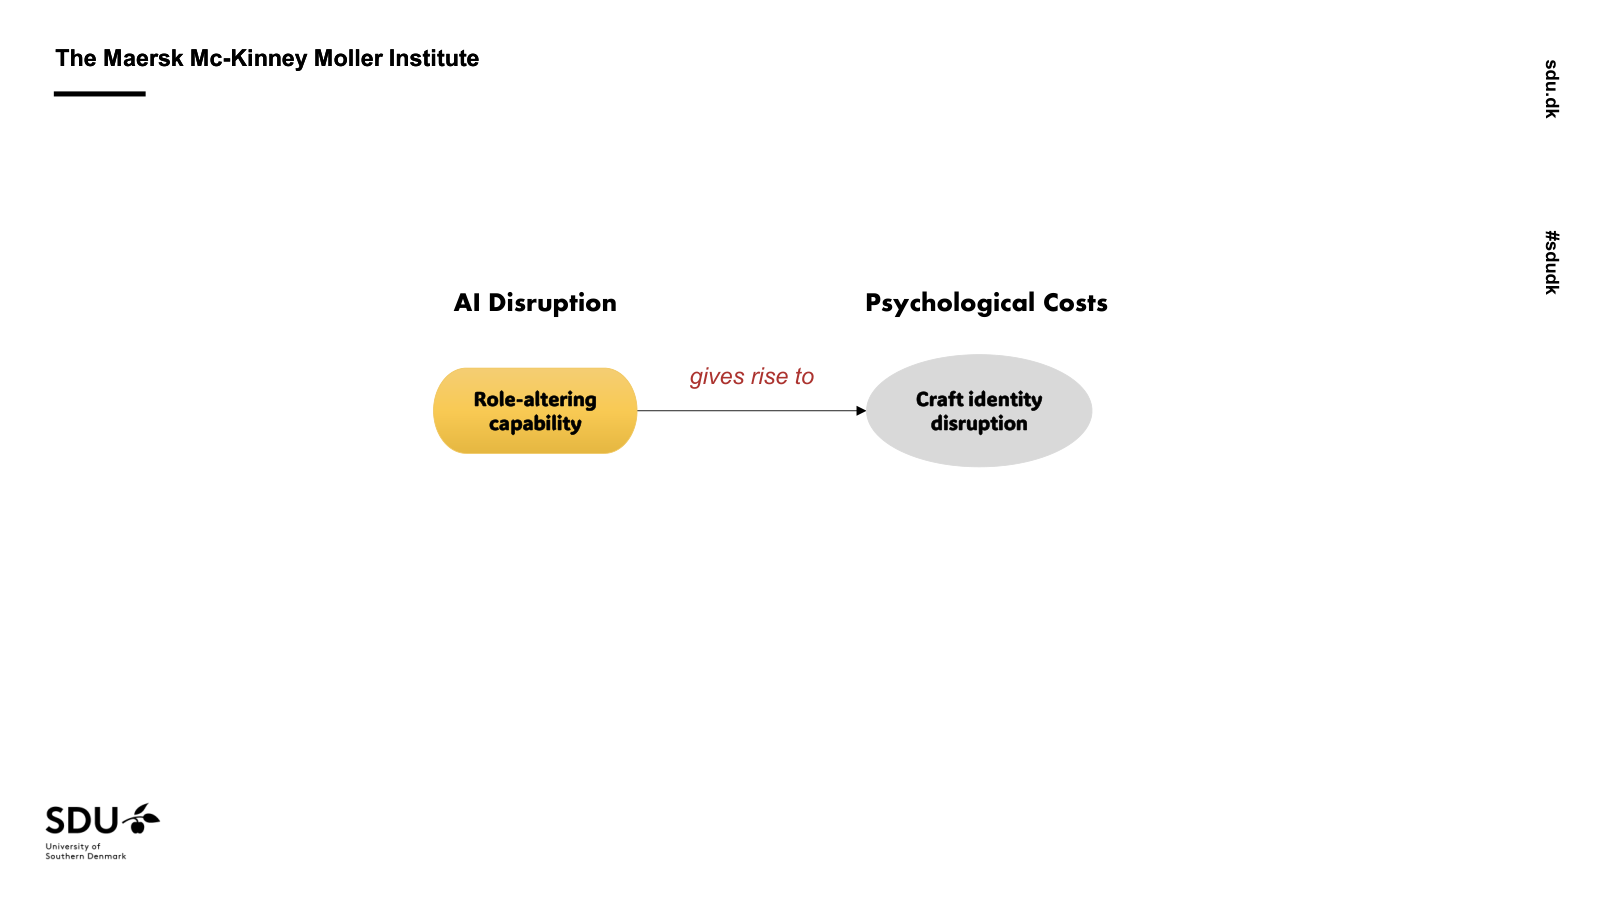 The Maersk Mc-Kinney Moller Institute
sdu.dk
#sdudk
AI Disruption
Psychological Costs
gives rise to
Role-altering
capability
Craft identity
disruption
SDU
University of
Southern Denmark